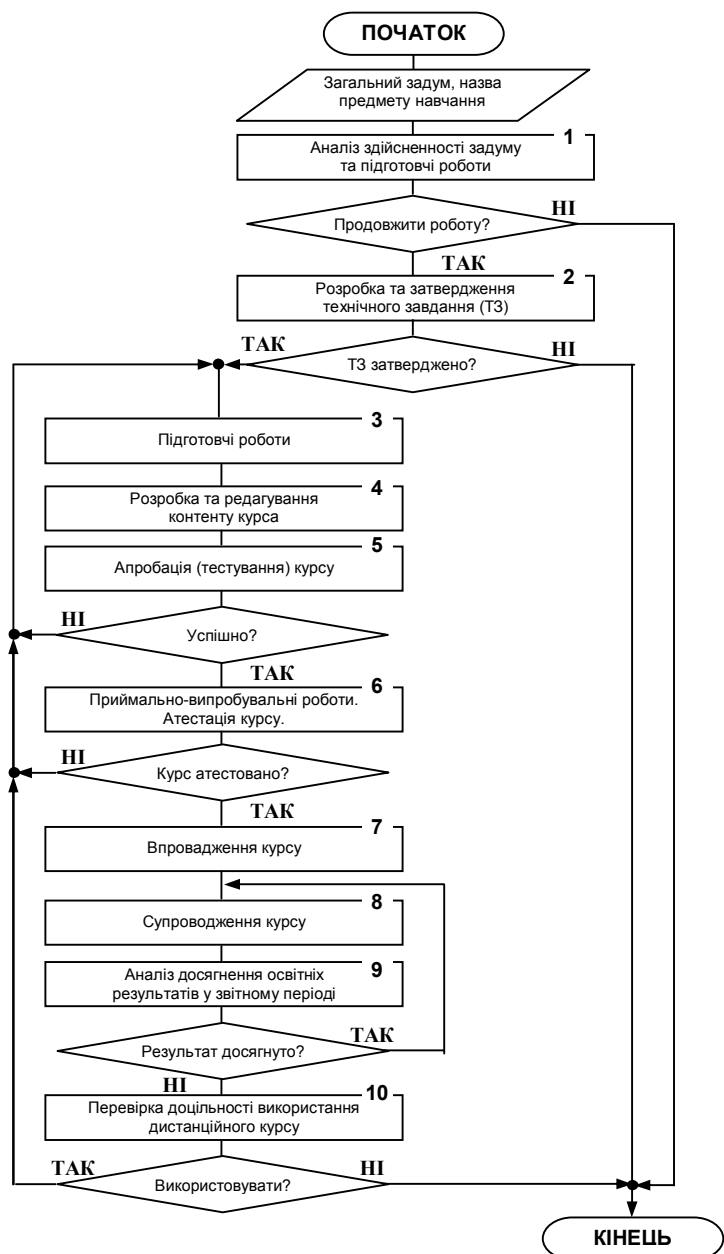 ПОЧАТОК
Загальний задум, назва
предмету навчання
1
Аналіз здійсненності задуму
та підготовчі роботи
НІ
Продовжити роботу?
ТАК
2
Розробка та затвердження
технічного завдання (ТЗ)
ТАК
НІ
ТЗ затверджено?
3
Підготовчі роботи
4
Розробка та редагування
контенту курса
5
Апробація (тестування) курсу
НІ
Успішно?
ТАК
6
Приймально-випробувальні роботи.
Атестація курсу.
НІ
Курс атестовано?
ТАК
7
Впровадження курсу
8
Супроводження курсу
9
Аналіз досягнення освітніх
результатів у звітному періоді
ТАК
Результат досягнуто?
НІ
10
Перевірка доцільності використання
дистанційного курсу
ТАК
НІ
Використовувати?
КІНЕЦЬ